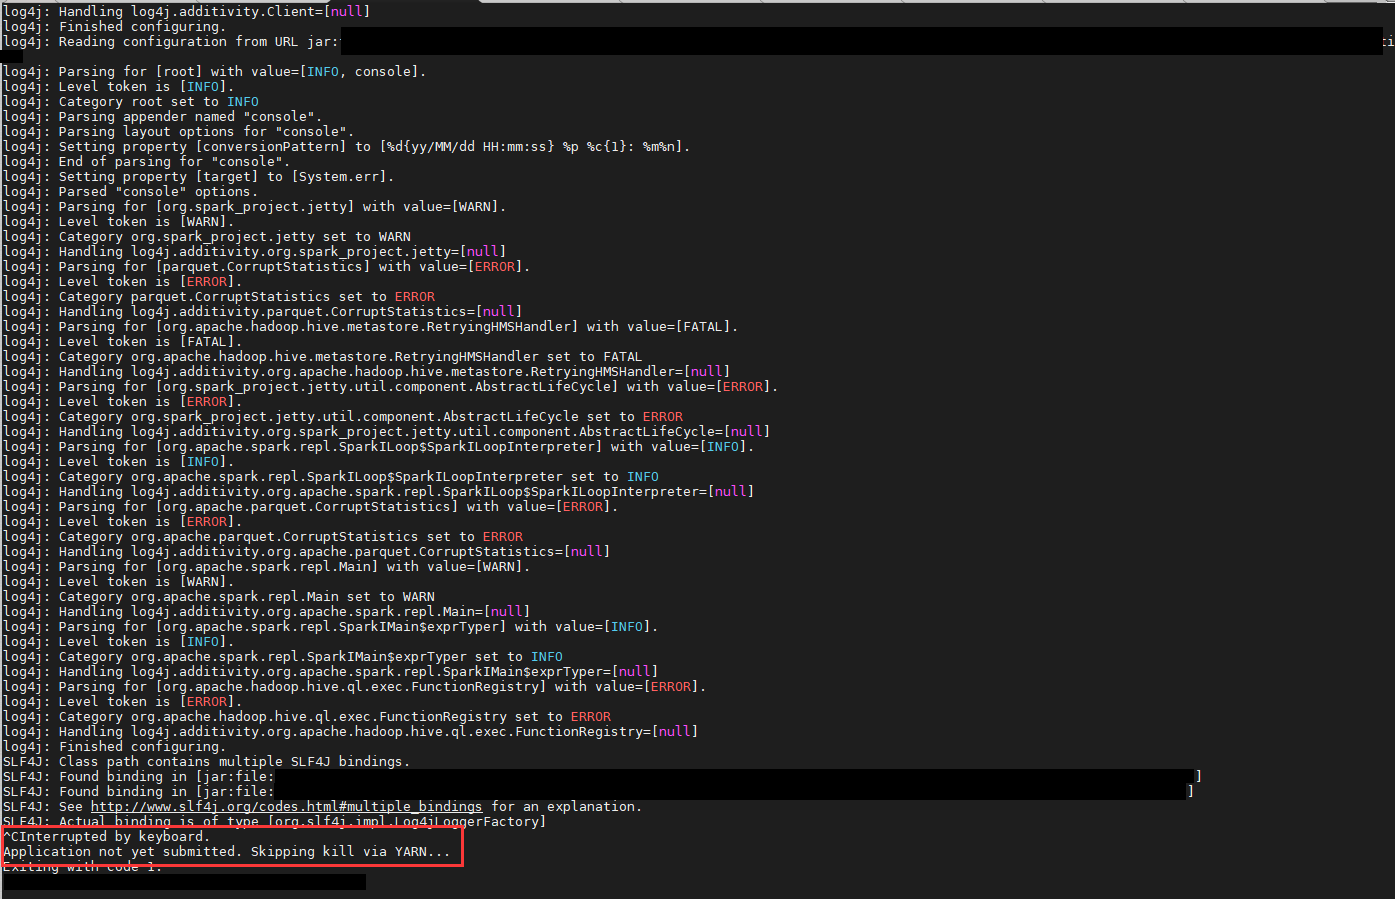 log4j: Handling log4j.additivity.Client=[null]
log4j: Finished configuring.
log4j: Reading configuration from URL jar:
log4j: Parsing for [root] with value=[INFO, console].
log4j: Level token is [INFO].
log4j: Category root set to INFO
log4j: Parsing appender named "console".
log4j: Parsing layout options for "console".
log4j: Setting property [conversionPattern] to [%d{yy/MM/dd HH:mm:ss} %p %c{1}: %m%n].
log4j: End of parsing for "console".
log4j: Setting property [target] to [System.err].
log4j: Parsed "console" options.
log4j: Parsing for [org.spark_project.jetty] with value=[WARN].
log4j: Level token is [WARN].
log4j: Category org.spark_project.jetty set to WARN
log4j: Handling log4j.additivity.org.spark_project.jetty=[null]
log4j: Parsing for [parquet.CorruptStatistics] with value=[ERROR].
log4j: Level token is [ERROR].
log4j: Category parquet.CorruptStatistics set to ERROR
log4j: Handling log4j.additivity.parquet.CorruptStatistics=[null]
log4j: Parsing for [org.apache.hadoop.hive.metastore.RetryingHMSHandler] with value=[FATAL].
log4j: Level token is [FATAL].
log4j: Category org.apache.hadoop.hive.metastore.RetryingHMSHandler set to FATAL
log4j: Handling log4j.additivity.org.apache.hadoop.hive.metastore.RetryingHMSHandler=[null]
log4j: Parsing for [org.spark_project.jetty.util.component.AbstractLifeCycle] with value=[ERROR].
log4j: Level token is [ERROR].
log4j: Category org.spark_project.jetty.util.component.AbstractLifeCycle set to ERROR
log4j: Handling log4j.additivity.org.spark_project.jetty.util.component.AbstractLifeCycle=[null]
log4j: Parsing for [org.apache.spark.repl.SparkILoop$SparkILoopInterpreter] with value=[INFO].
log4j: Level token is [INFO].
log4j: Category org.apache.spark.repl.SparkILoop$SparkILoopInterpreter set to INFO
log4j: Handling log4j.additivity.org.apache.spark.repl.SparkILoop$SparkILoopInterpreter=[null]
log4j: Parsing for [org.apache.parquet.CorruptStatistics] with value=[ERROR].
log4j: Level token is [ERROR].
log4j: Category org.apache.parquet.CorruptStatistics set to ERROR
log4j: Handling log4j.additivity.org.apache.parquet.CorruptStatistics=[null]
log4j: Parsing for [org.apache.spark.repl.Main] with value=[WARN].
log4j: Level token is [WARN].
log4j: Category org.apache.spark.repl.Main set to WARN
log4j: Handling log4j.additivity.org.apache.spark.repl.Main=[null]
log4j: Parsing for [org.apache.spark.repl.SparkIMain$exprTyper] with value=[INFO].
log4j: Level token is [INFO].
log4j: Category org.apache.spark.repl.SparkIMain$exprTyper set to INFO
log4j: Handling log4j.additivity.org.apache.spark.repl.SparkIMain$exprTyper=[null]
log4j: Parsing for [org.apache.hadoop.hive.ql.exec.FunctionRegistry] with value=[ERROR].
log4j: Level token is [ERROR].
log4j: Category org.apache.hadoop.hive.ql.exec.FunctionRegistry set to ERROR
log4j: Handling log4j.additivity.org.apache.hadoop.hive.ql.exec.FunctionRegistry=[null]
log4j: Finished configuring.
SLF4J: Class path contains multiple SLF4J bindings.
SLF4J: Found binding in [jar:file: ]
SLF4J: Found binding in [jar:file: ]
SLF4J: See http://www.slf4j.org/codes.html#multiple_bindings for an explanation.
SLF4J: Actual binding is of type [org.slf4j.impl.Log4jLoggerFactory]
^CInterrupted by keyboard.
Application not yet submitted. Skipping kill via YARN...
Exiting with code 1.